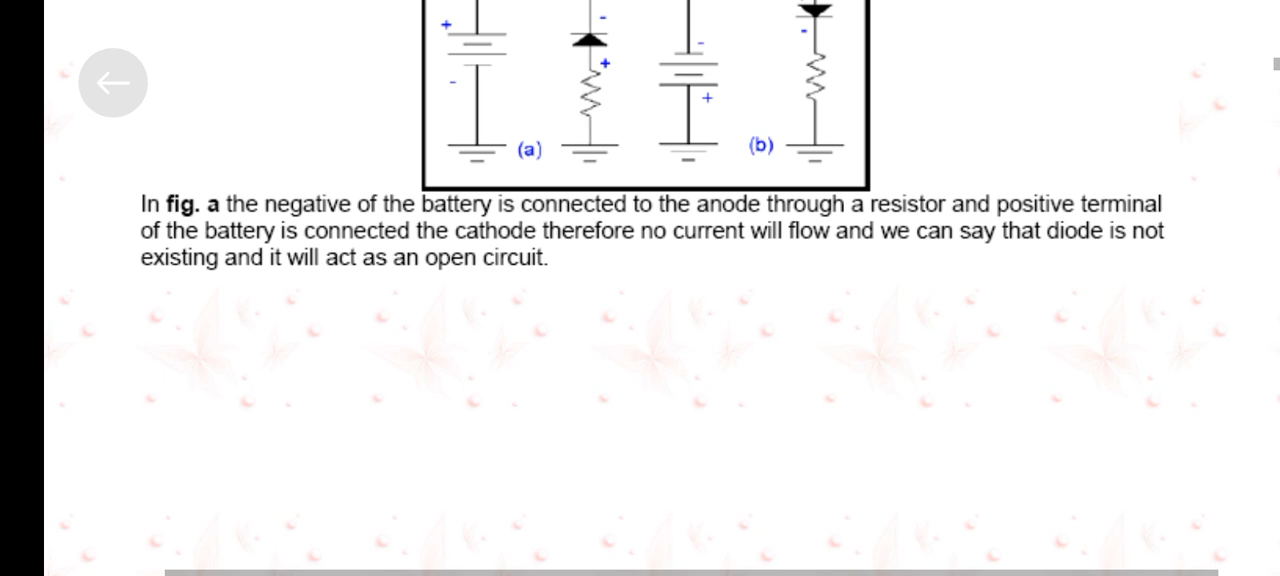 + - - -
+
- +
(a) (b)
In fig. a the negative of the battery is connected to the anode through a resistor and positive terminal
of the battery is connected the cathode therefore no current will flow and we can say that diode is not
existing and it will act as an open circuit.